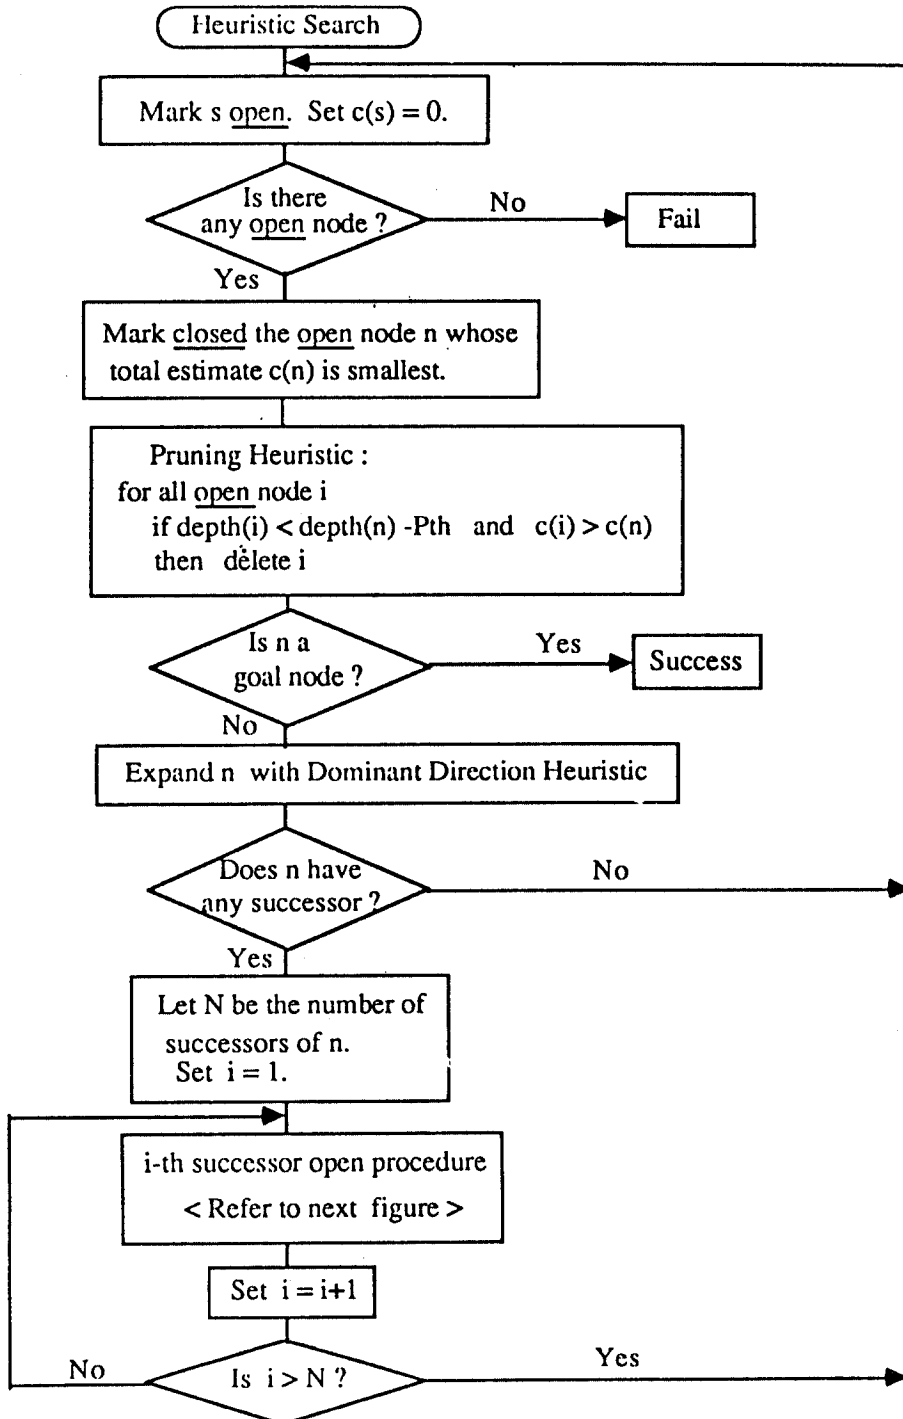 Heuristic Search
Mark s open. Set c(s) = 0.
Is there
any open node ?
No
Fail
Yes
Mark closed the open node n whose
total estimate c(n) is smallest.
Pruning Heuristic :
for all open node i
if depth(i) < depth(n) -Pth and c(i) > c(n)
then delete i
Is n a
goal node ?
Yes
Success
No
Expand n with Dominant Direction Heuristic
Does n have
any successor ?
No
Yes
Let N be the number of
successors of n.
Set i = 1.
i-th successor open procedure
< Refer to next figure >
Set i = i+1
Is i > N ?
No
Yes